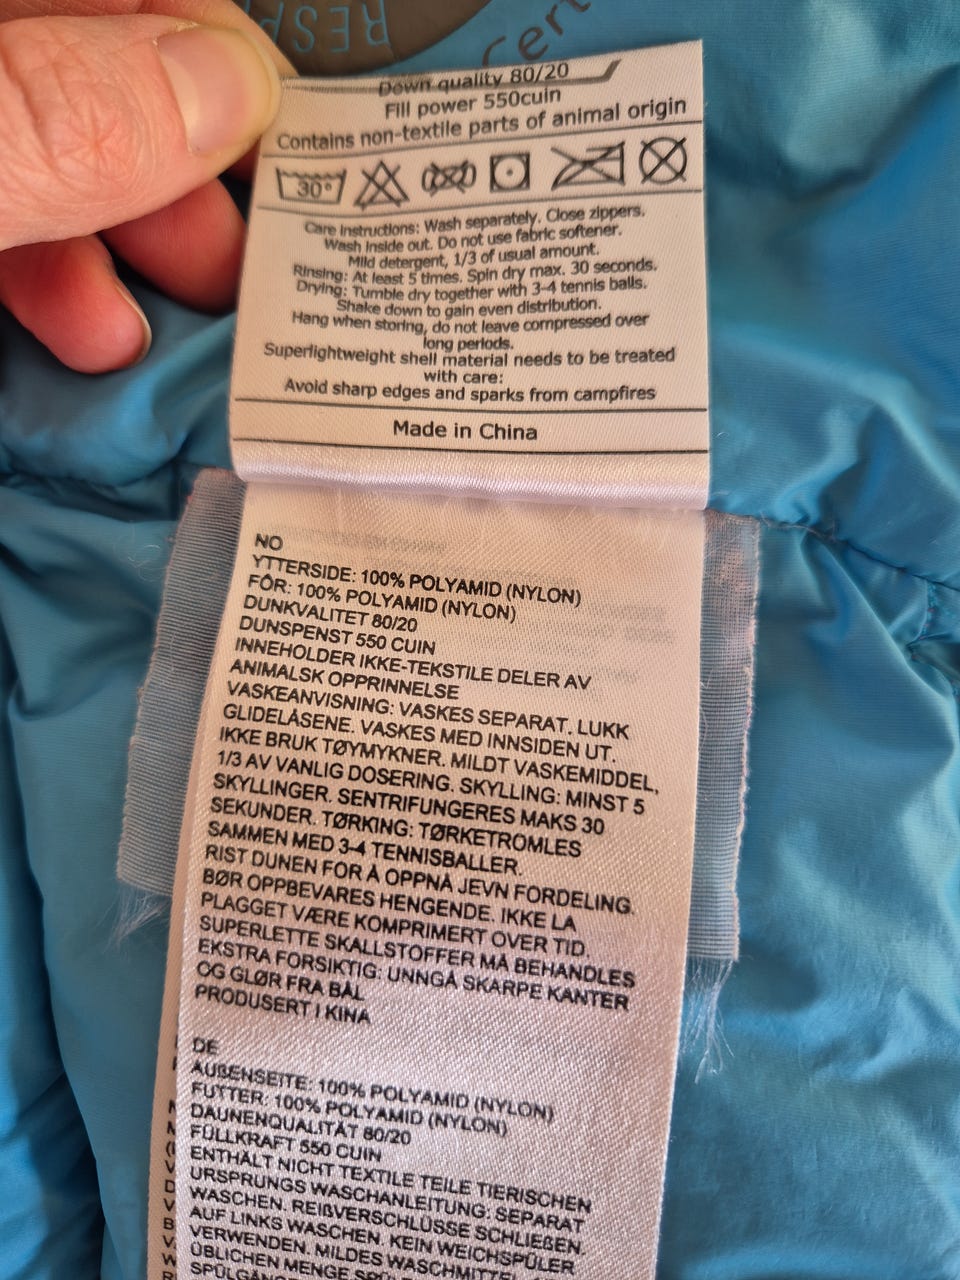 Cert
Down quality 80/20
Fill power 550cuin
Contains non-textile parts of animal origin
30°
Care Instructions: Wash separately. Close zippers.
Wash Inside out. Do not use fabric softener.
Mild detergent, 1/3 of usual amount.
Rinsing: At least 5 times. Spin dry max. 30 seconds.
Drying: Tumble dry together with 3-4 tennis balls.
Shake down to gain even distribution.
Hang when storing, do not leave compressed over
long periods.
Superlightweight shell material needs to be treated
with care:
Avoid sharp edges and sparks from campfires
Made in China
NO
YTTERSIDE: 100% POLYAMID (NYLON)
FÔR: 100% POLYAMID (NYLON)
DUNKVALITET 80/20
DUNSPENST 550 CUIN
INNEHOLDER IKKE-TEKSTILE DELER AV
ANIMALSK OPPRINNELSE
VASKEANVISNING: VASKES SEPARAT. LUKK
GLIDELÅSENE. VASKES MED INNSIDEN UT.
IKKE BRUK TØYMYKNER. MILDT VASKEMIDDEL,
1/3 AV VANLIG DOSERING. SKYLLING: MINST 5
SKYLLINGER. SENTRIFUNGERES MAKS 30
SEKUNDER. TØRKING: TØRKETROMLES
SAMMEN MED 3-4 TENNISBALLER.
RIST DUNEN FOR Å OPPNÅ JEVN FORDELING.
BØR OPPBEVARES HENGENDE. IKKE LA
PLAGGET VÆRE KOMPRIMERT OVER TID.
SUPERLETTE SKALLSTOFFER MÅ BEHANDLES
EKSTRA FORSIKTIG: UNNGÅ SKARPE KANTER
OG GLØR FRA BÅL
PRODUSERT I KINA
DE
AUßENSEITE: 100% POLYAMID (NYLON)
FUTTER: 100% POLYAMID (NYLON)
DAUNENQUALITÄT 80/20
FÜLLKRAFT 550 CUIN
ENTHÄLT NICHT TEXTILE TEILE TIERISCHEN
URSPRUNGS WASCHANLEITUNG: SEPARAT
WASCHEN. REIßVERSCHLÜSSE SCHLIEßEN.
AUF LINKS WASCHEN. KEIN WEICHSPÜLER
VERWENDEN. MILDES WASCHMITTEL,
ÜBLICHEN MENGE